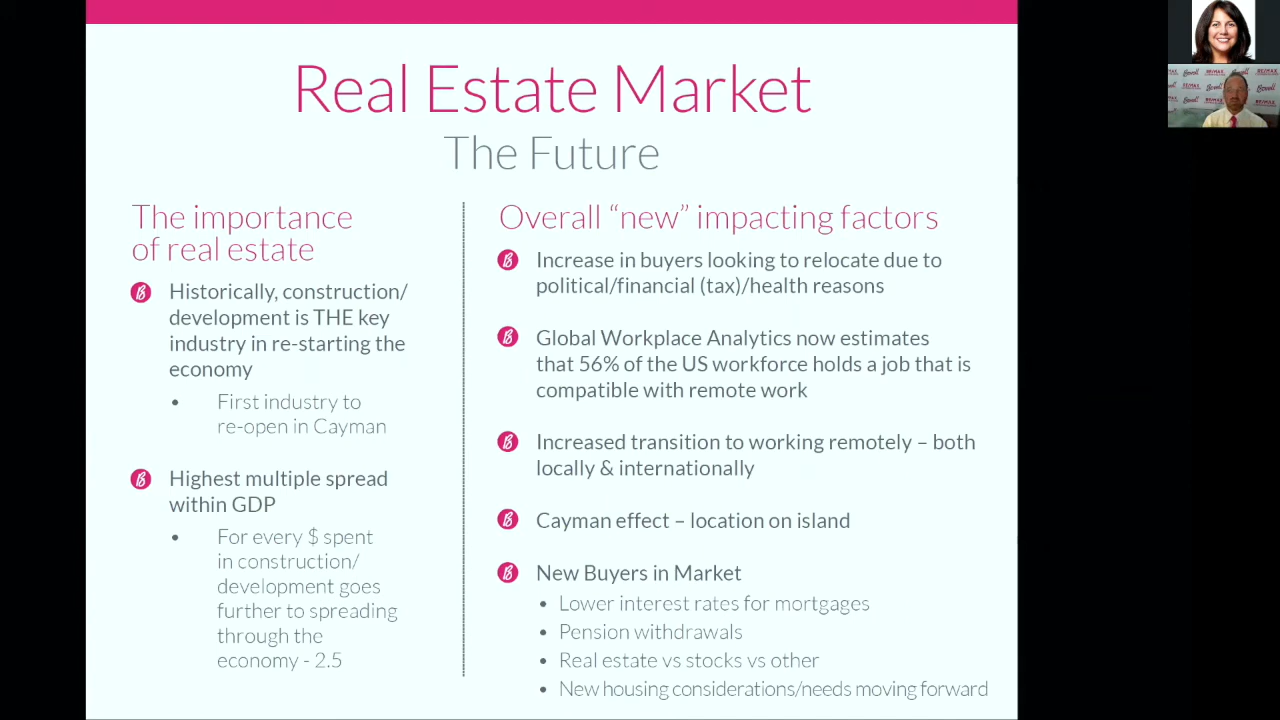 Real Estate Market
The Future
The importance
of real estate
Historically, construction/
development is THE key
industry in re-starting the
economy
• First industry to
re-open in Cayman
Highest multiple spread
within GDP
• For every $ spent
in construction/
development goes
further to spreading
through the
economy - 2.5
Overall “new” impacting factors
Increase in buyers looking to relocate due to
political/financial (tax)/health reasons
Global Workplace Analytics now estimates
that 56% of the US workforce holds a job that is
compatible with remote work
Increased transition to working remotely – both
locally & internationally
Cayman effect – location on island
New Buyers in Market
• Lower interest rates for mortgages
• Pension withdrawals
• Real estate vs stocks vs other
• New housing considerations/needs moving forward